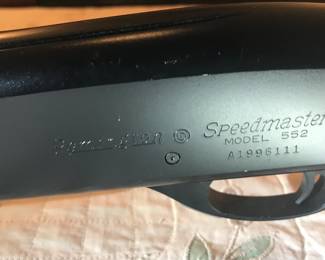 Remington Speedmaster
MODEL 552
A1996111